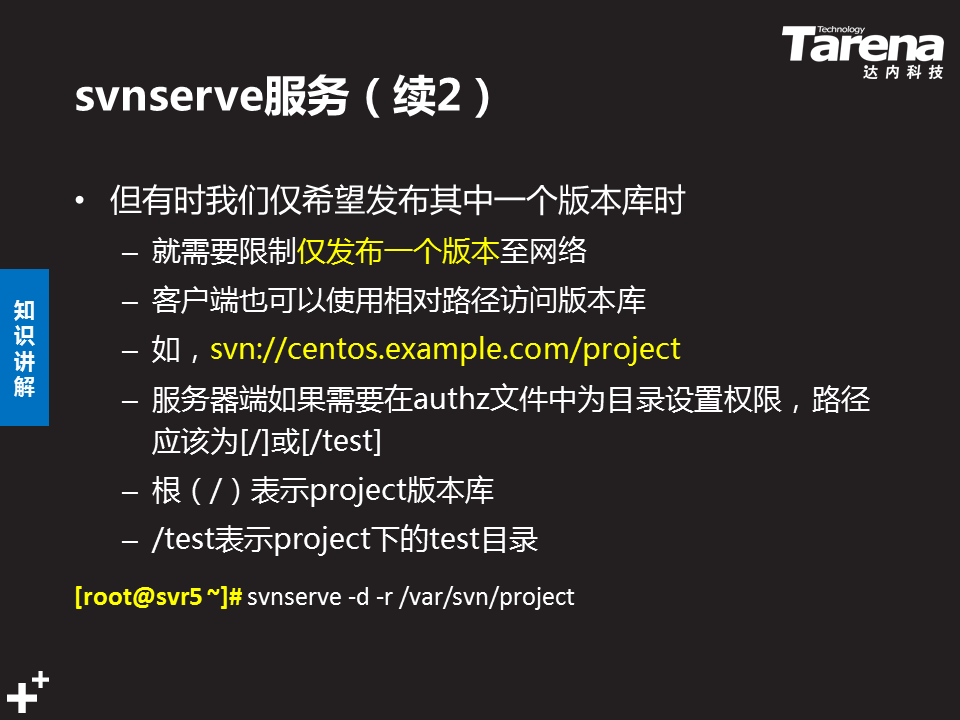 Technology
Tarena
达内科技
svnserve服务（续2）
• 但有时我们仅希望发布其中一个版本库时
– 就需要限制仅发布一个版本至网络
– 客户端也可以使用相对路径访问版本库
– 如，svn://centos.example.com/project
– 服务器端如果需要在authz文件中为目录设置权限，路径
应该为[/]或[/test]
– 根（/）表示project版本库
– /test表示project下的test目录
[root@svr5 ~]# svnserve -d -r /var/svn/project
知
识
讲
解